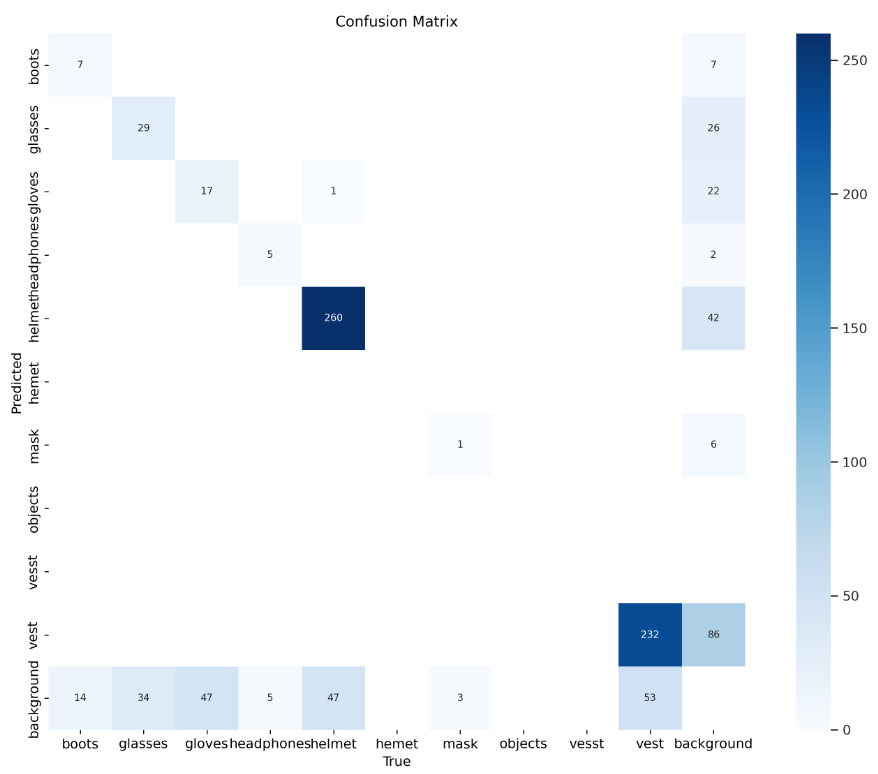 Confusion Matrix
boots 7 7 250
glasses 29 26
gloves 17 1 22 200
headphones 5 2
helmet 260 42 150
Predicted
hemet
mask 1 6 100
objects
vesst
vest 232 86 50
background 14 34 47 5 47 3 53 0
boots glasses gloves headphones helmet hemet mask objects vesst vest background
True